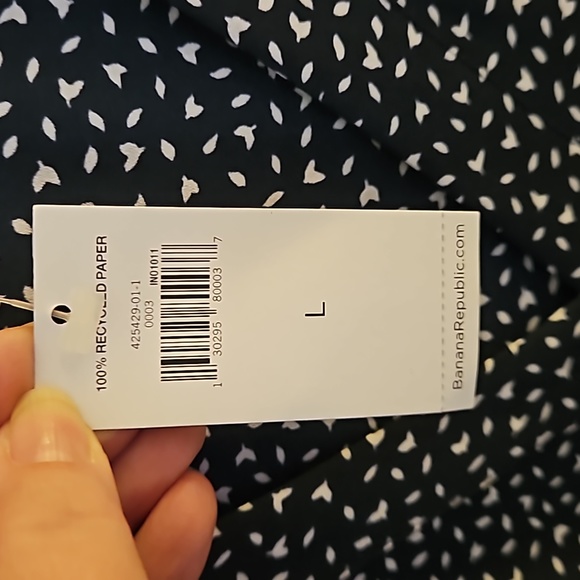 100% RECYCLED PAPER
425429-01-1
0003 IN01011
1 30295 80003 7
L
BananaRepublic.com